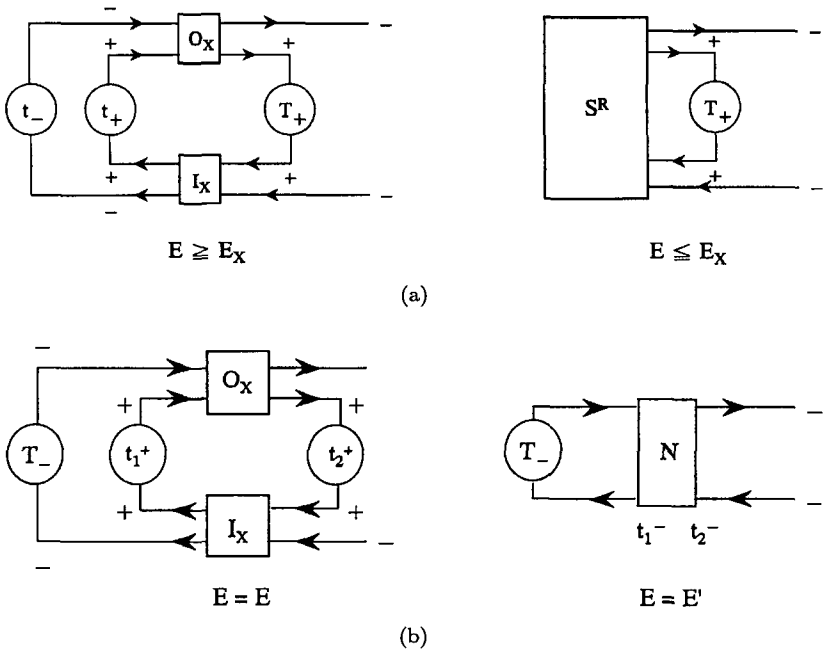 − O_X −
+ +
t_− t_+ T_+
+ I_X +
− −
E ≧ E_X
−
+
S^R T_+
+
−
E ≦ E_X
(a)
−
O_X
+ +
T_− t_1^+ t_2^+
+ I_X +
− −
E = E
−
T_− N
−
t_1^− t_2^−
E = E'
(b)